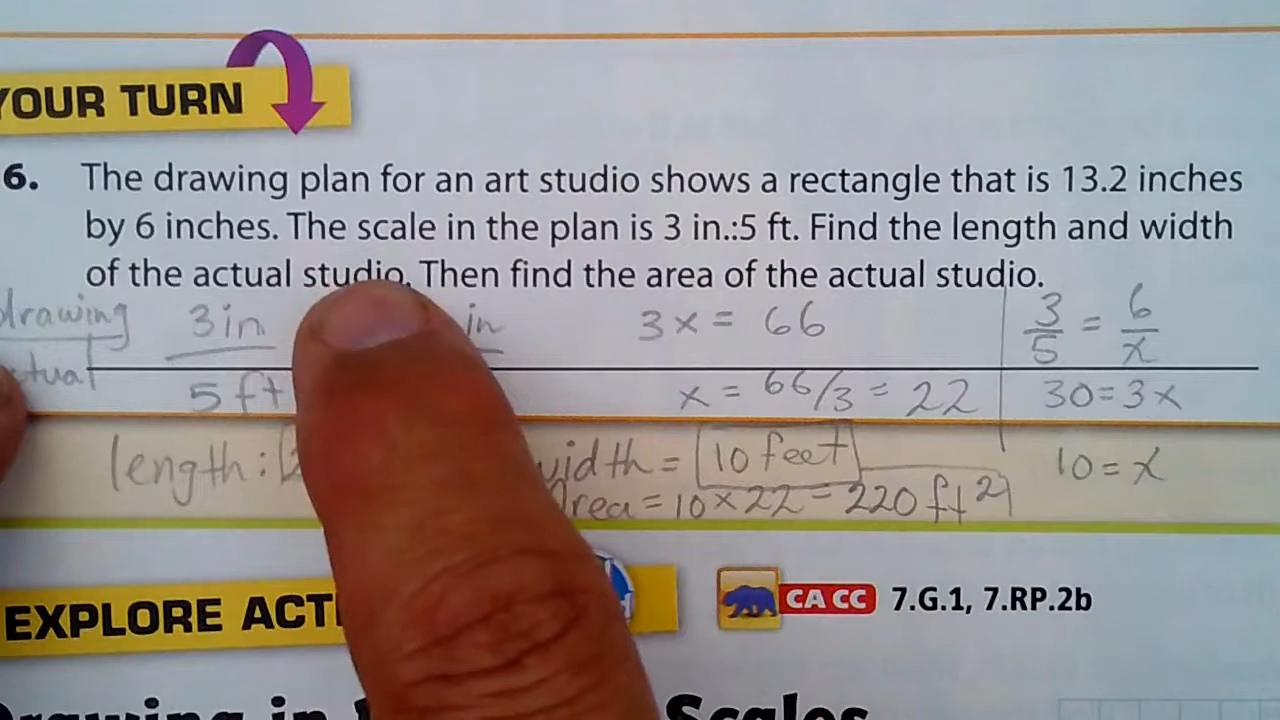 YOUR TURN
6. The drawing plan for an art studio shows a rectangle that is 13.2 inches
by 6 inches. The scale in the plan is 3 in.:5 ft. Find the length and width
of the actual studio. Then find the area of the actual studio.
drawing 3in in 3x = 66 3/5 = 6/x
5ft x = 66/3 = 22 30=3x
length: width = 10 feet 10=x
Area = 10×22 = 220 ft²
EXPLORE
CA CC 7.G.1, 7.RP.2b
Drawing in Scales